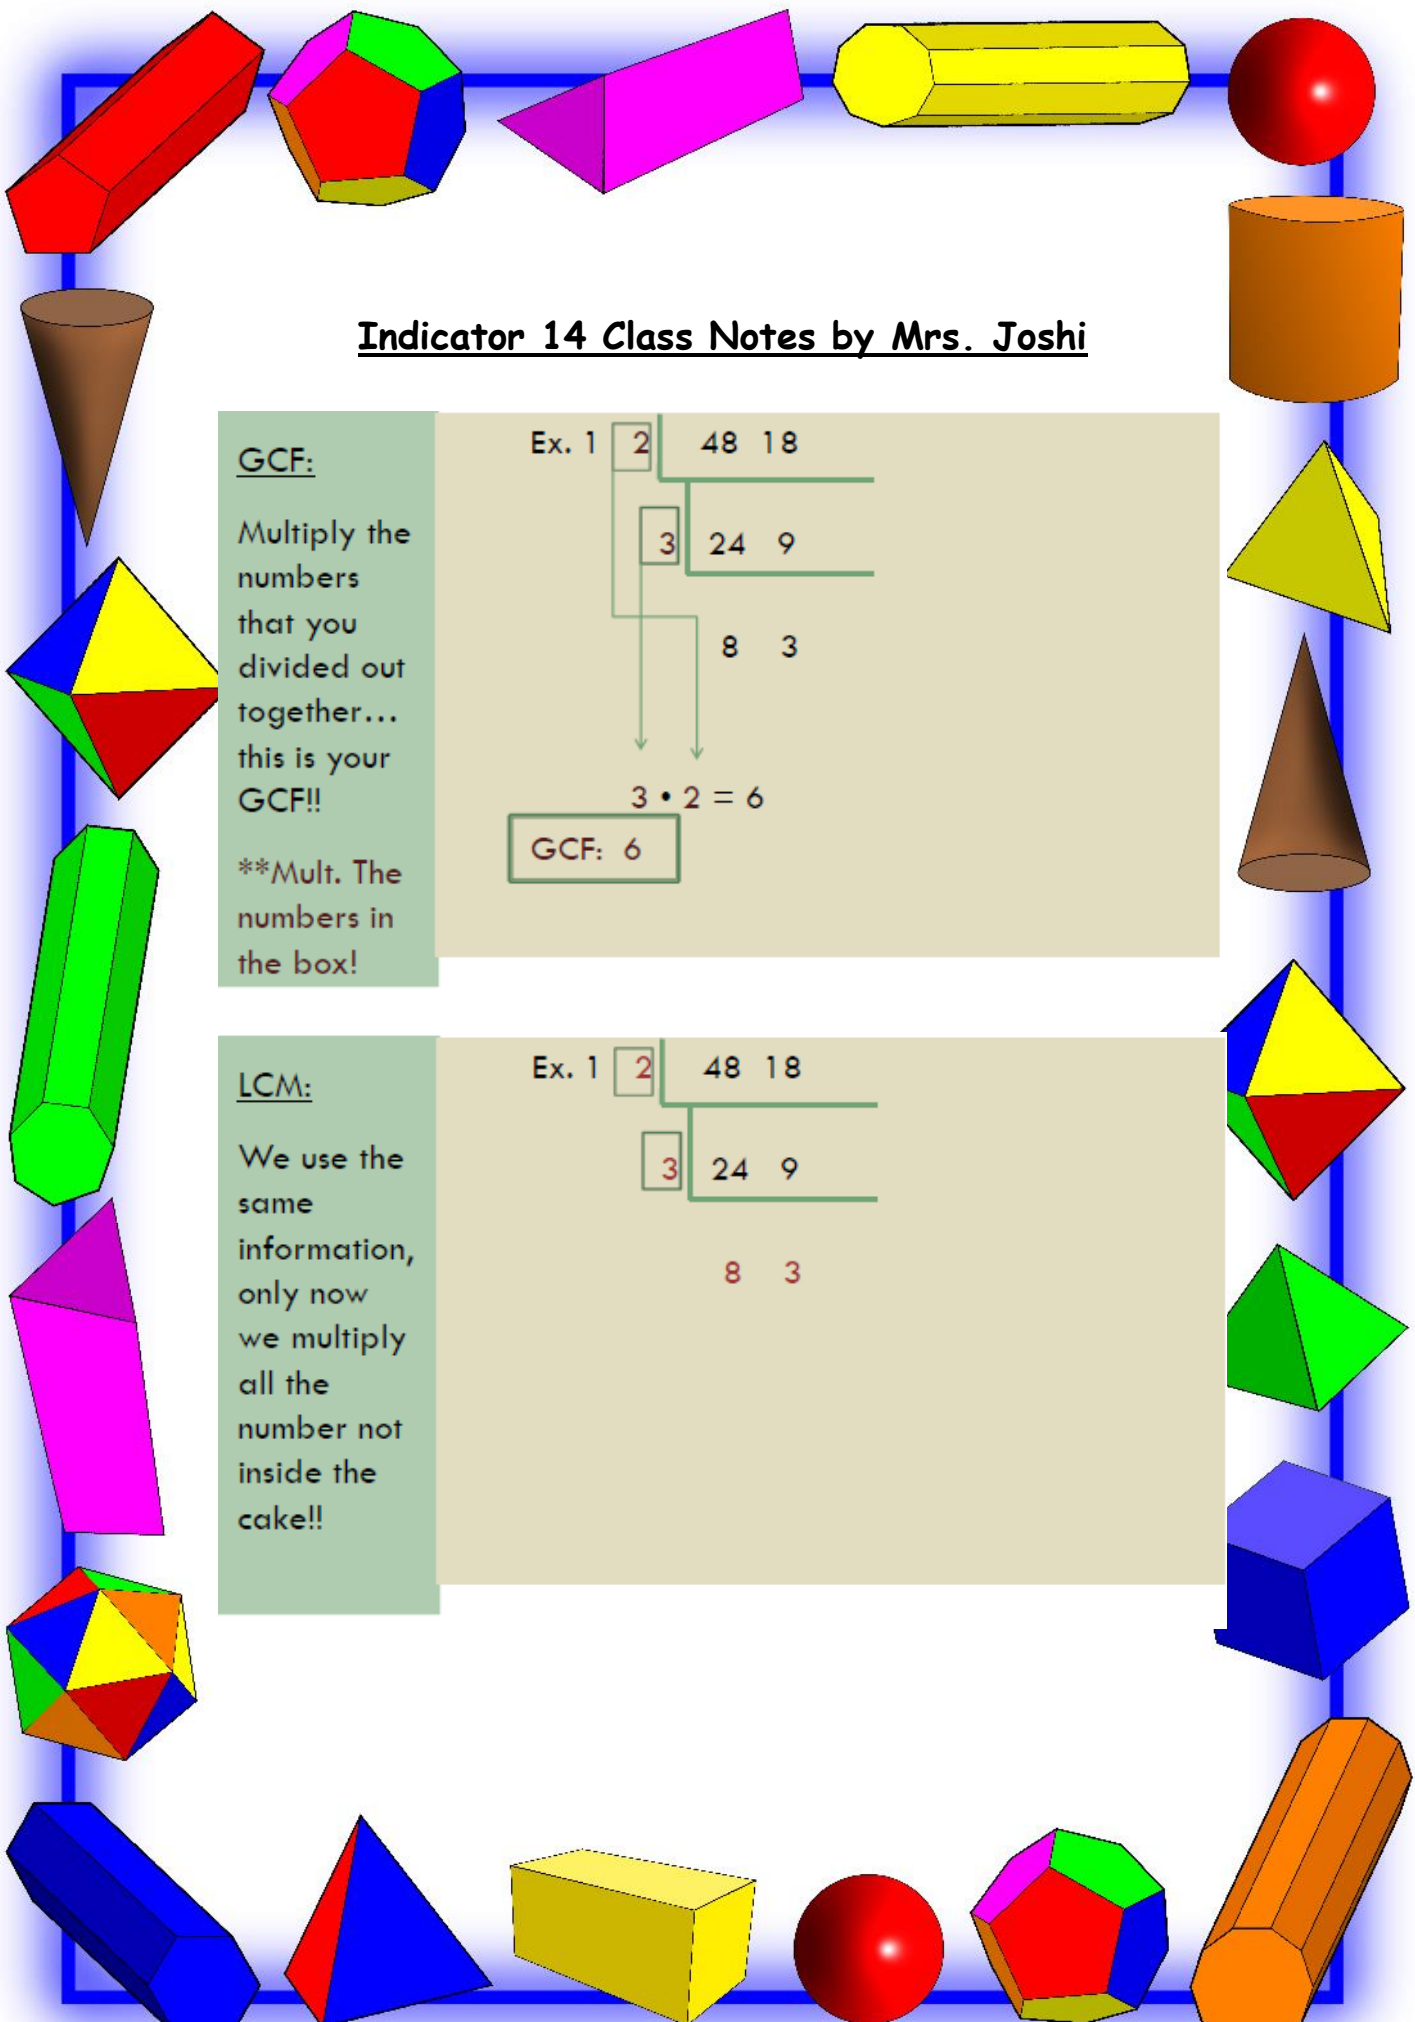 Indicator 14 Class Notes by Mrs. Joshi
GCF:
Multiply the
numbers
that you
divided out
together...
this is your
GCF!!
**Mult. The
numbers in
the box!
Ex. 1 2 48 18
3 24 9
8 3
3 • 2 = 6
GCF: 6
LCM:
We use the
same
information,
only now
we multiply
all the
number not
inside the
cake!!
Ex. 1 2 48 18
3 24 9
8 3